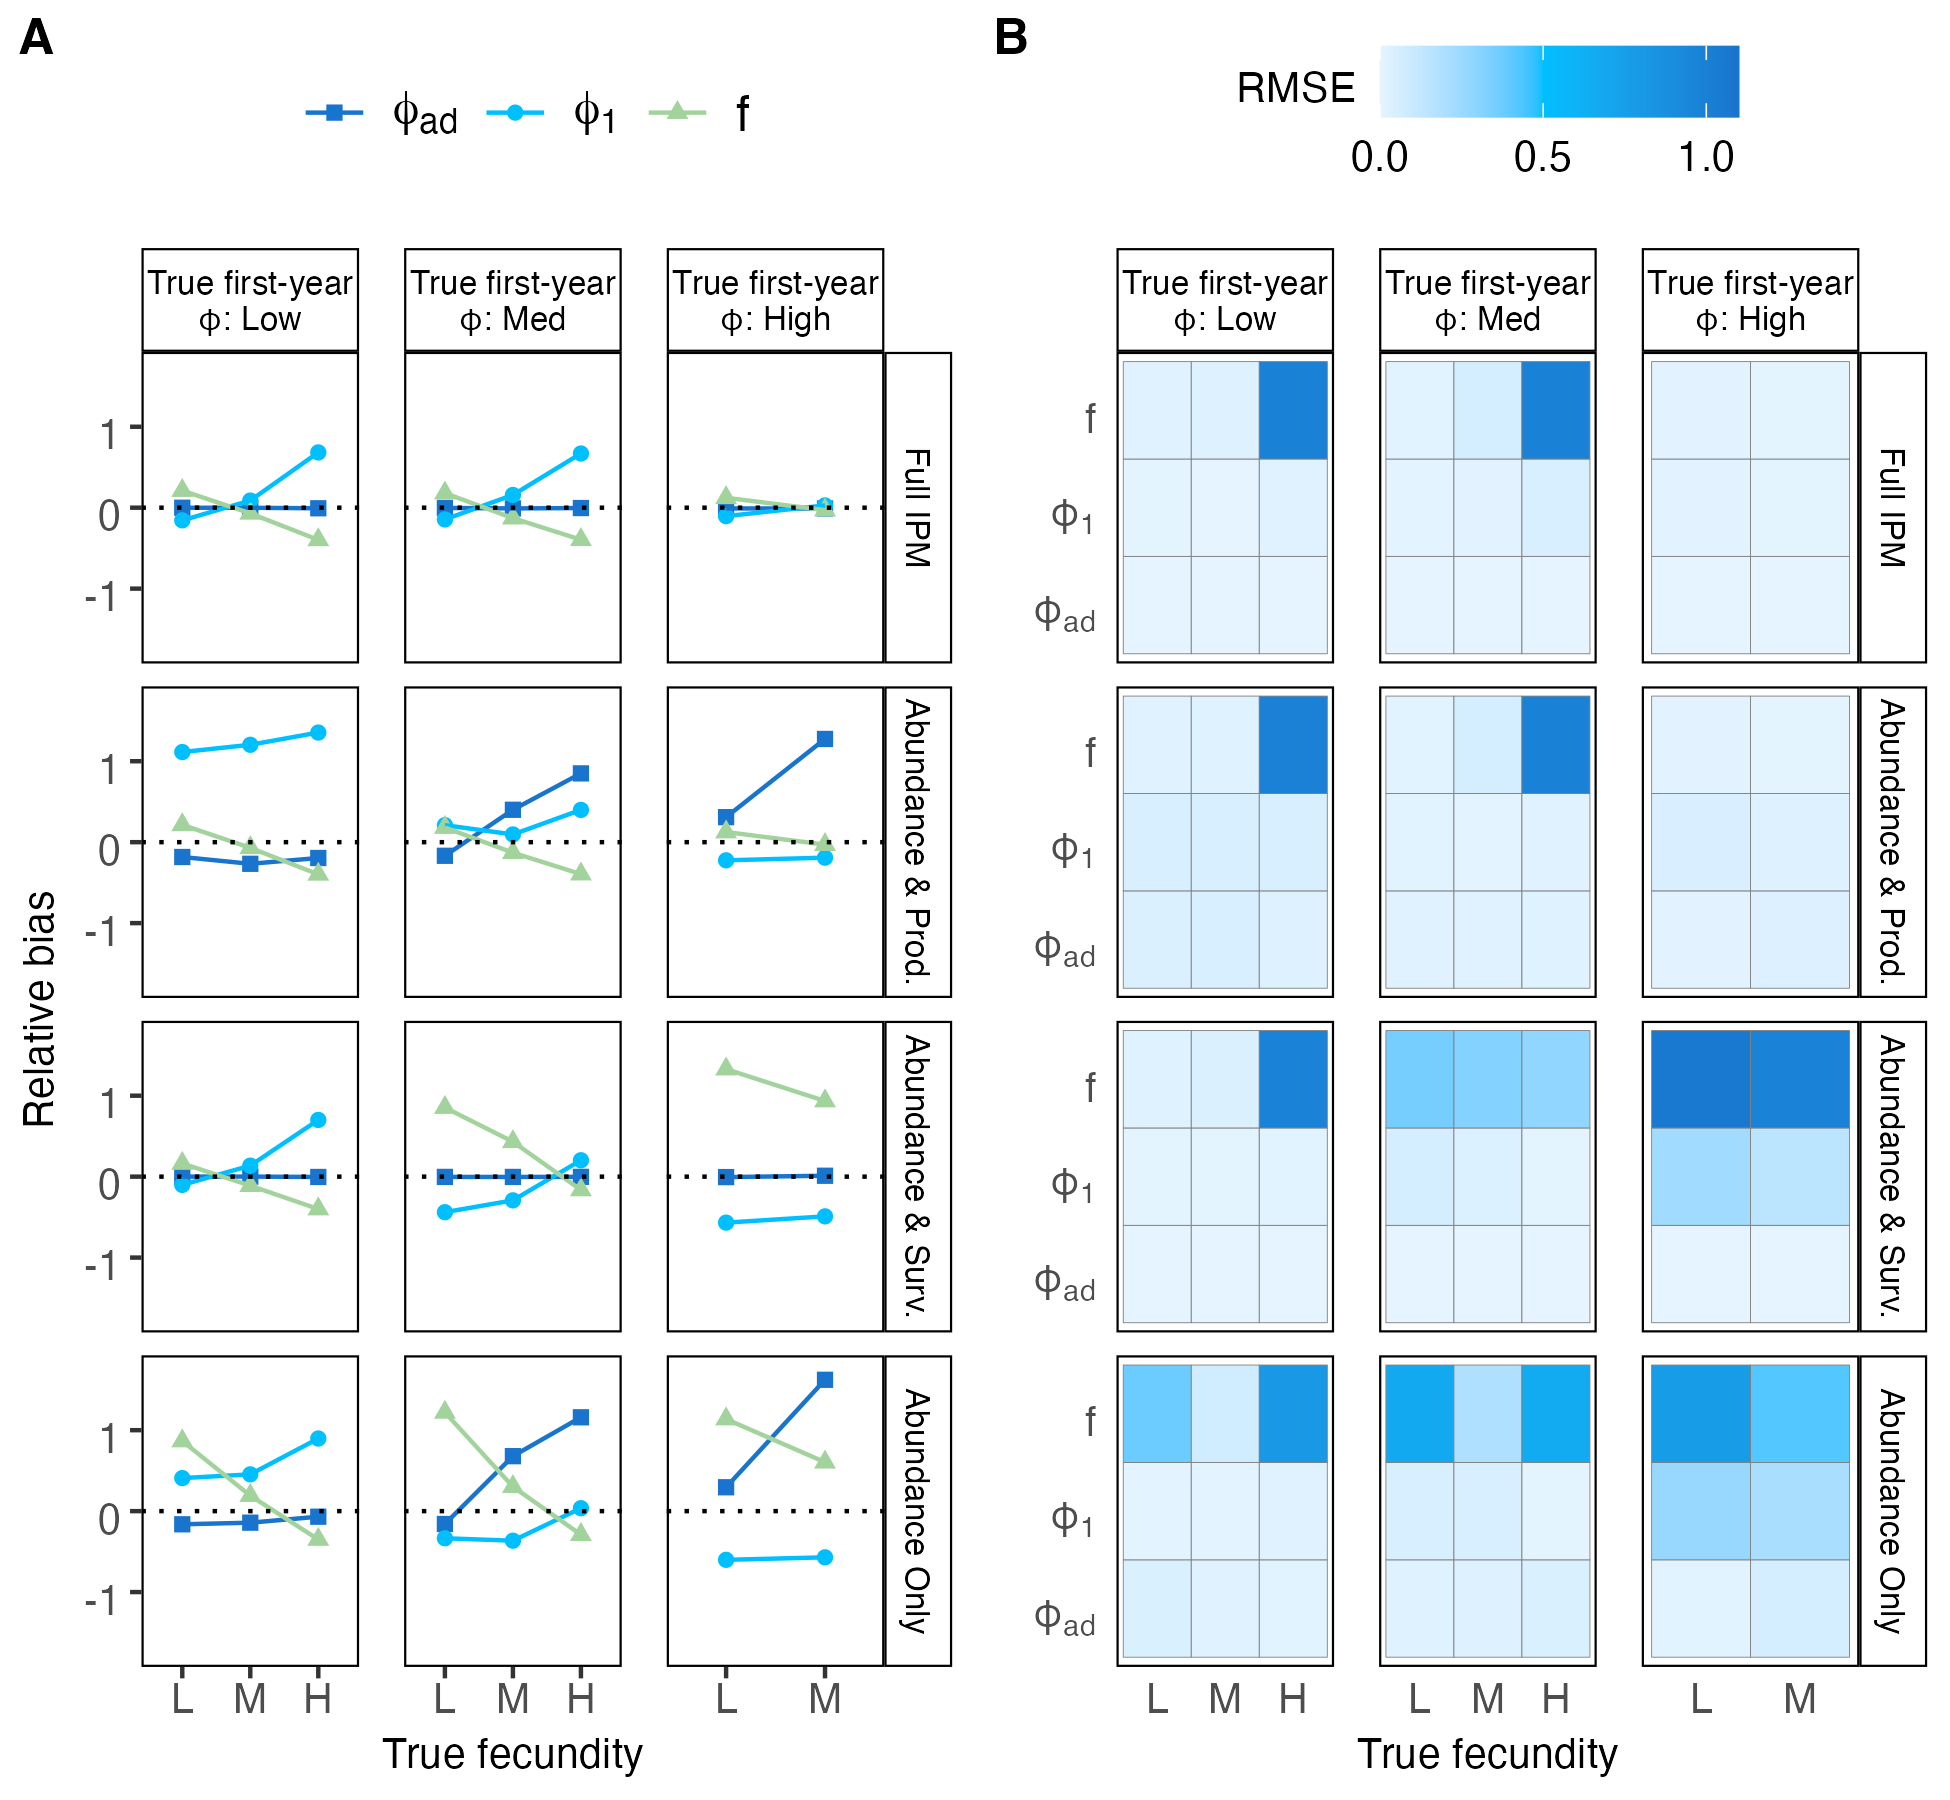 A
ϕad ϕ1 f
True first-year
ϕ: Low
True first-year
ϕ: Med
True first-year
ϕ: High
1
0
-1
Full IPM
1
0
-1
Abundance & Prod.
1
0
-1
Abundance & Surv.
1
0
-1
Abundance Only
Relative bias
L M H
L M H
L M
True fecundity
B
RMSE
0.0 0.5 1.0
True first-year
ϕ: Low
True first-year
ϕ: Med
True first-year
ϕ: High
f
ϕ1
ϕad
Full IPM
f
ϕ1
ϕad
Abundance & Prod.
f
ϕ1
ϕad
Abundance & Surv.
f
ϕ1
ϕad
Abundance Only
L M H
L M H
L M
True fecundity